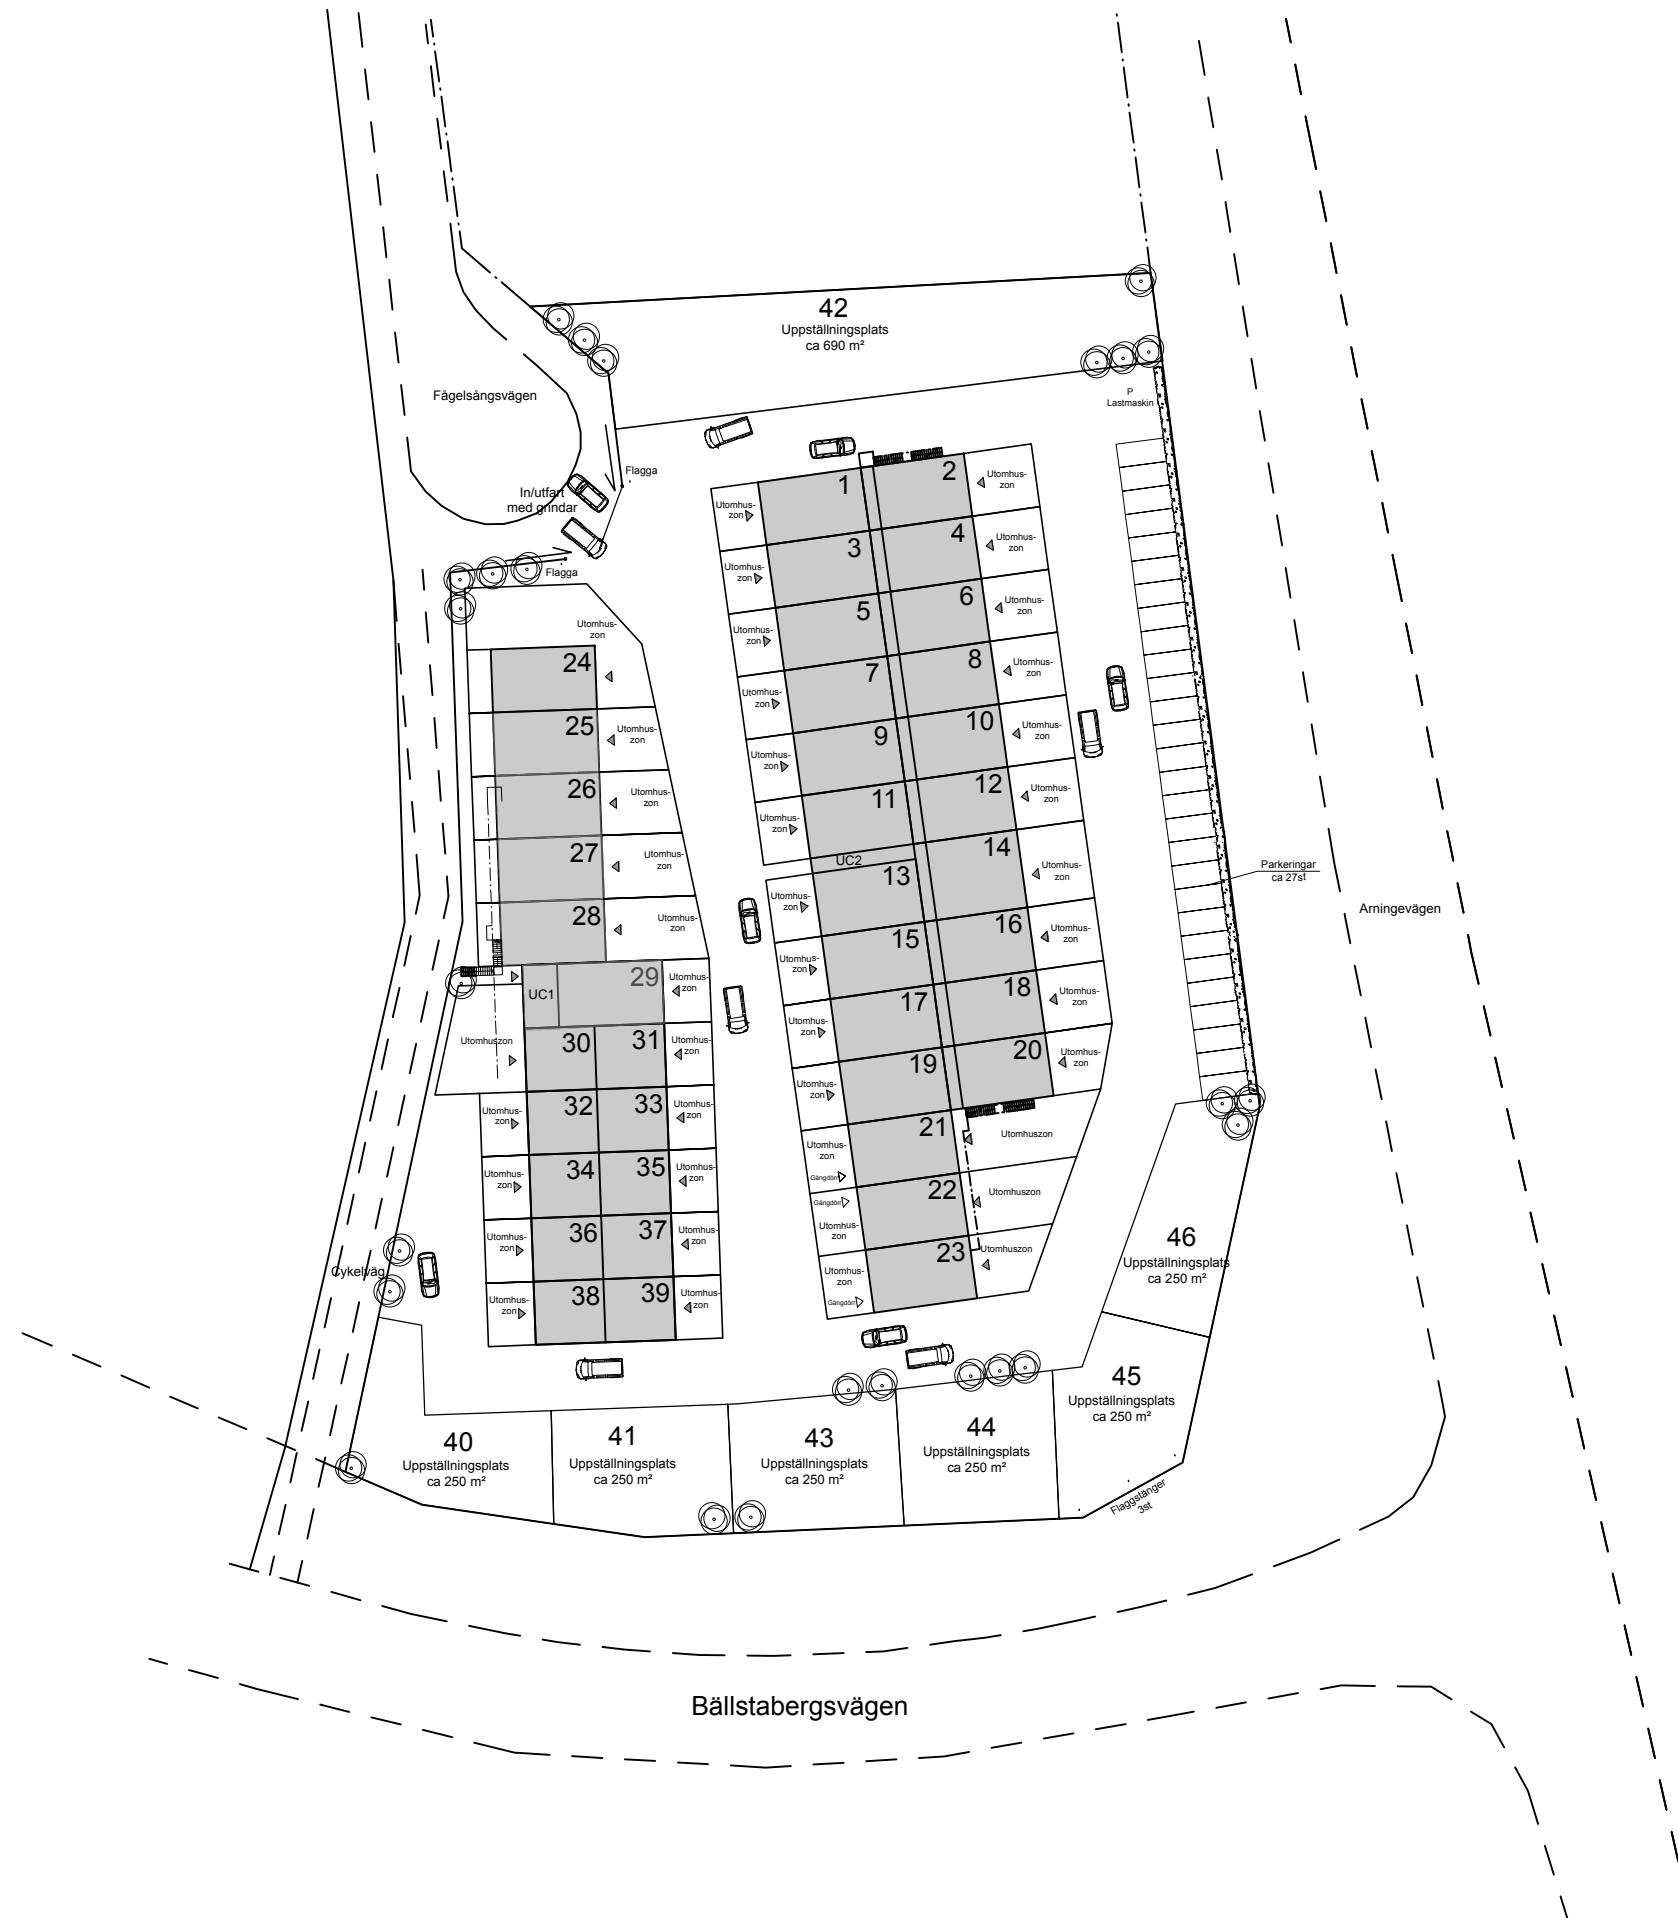 42
Uppställningsplats
ca 690 m²
Fågelsångsvägen
P
Lastmaskin
Flagga
In/utfart
med grindar
Flagga
1
2
Utomhus-
zon
Utomhus-
zon
3
4
Utomhus-
zon
Utomhus-
zon
5
6
Utomhus-
zon
Utomhus-
zon
7
8
Utomhus-
zon
Utomhus-
zon
9
10
Utomhus-
zon
Utomhus-
zon
11
12
Utomhus-
zon
Utomhus-
zon
UC2
13
14
Utomhus-
zon
Utomhus-
zon
15
16
Utomhus-
zon
Utomhus-
zon
17
18
Utomhus-
zon
Utomhus-
zon
19
20
Utomhus-
zon
Utomhus-
zon
21
Utomhus-
zon
Gångdörr
Utomhuszon
22
Gångdörr
Utomhus-
zon
Utomhuszon
23
Utomhus-
zon
Gångdörr
Utomhuszon
Utomhus-
zon
24
25
Utomhus-
zon
26
Utomhus-
zon
27
Utomhus-
zon
28
Utomhus-
zon
UC1
29
Utomhus-
zon
Utomhuszon
30
31
Utomhus-
zon
32
33
Utomhus-
zon
Utomhus-
zon
34
35
Utomhus-
zon
Utomhus-
zon
36
37
Utomhus-
zon
Utomhus-
zon
38
39
Utomhus-
zon
Utomhus-
zon
Parkeringar
ca 27st
Arningevägen
Cykelväg
46
Uppställningsplats
ca 250 m²
45
Uppställningsplats
ca 250 m²
40
Uppställningsplats
ca 250 m²
41
Uppställningsplats
ca 250 m²
43
Uppställningsplats
ca 250 m²
44
Uppställningsplats
ca 250 m²
Flaggstänger
3st
Bällstabergsvägen